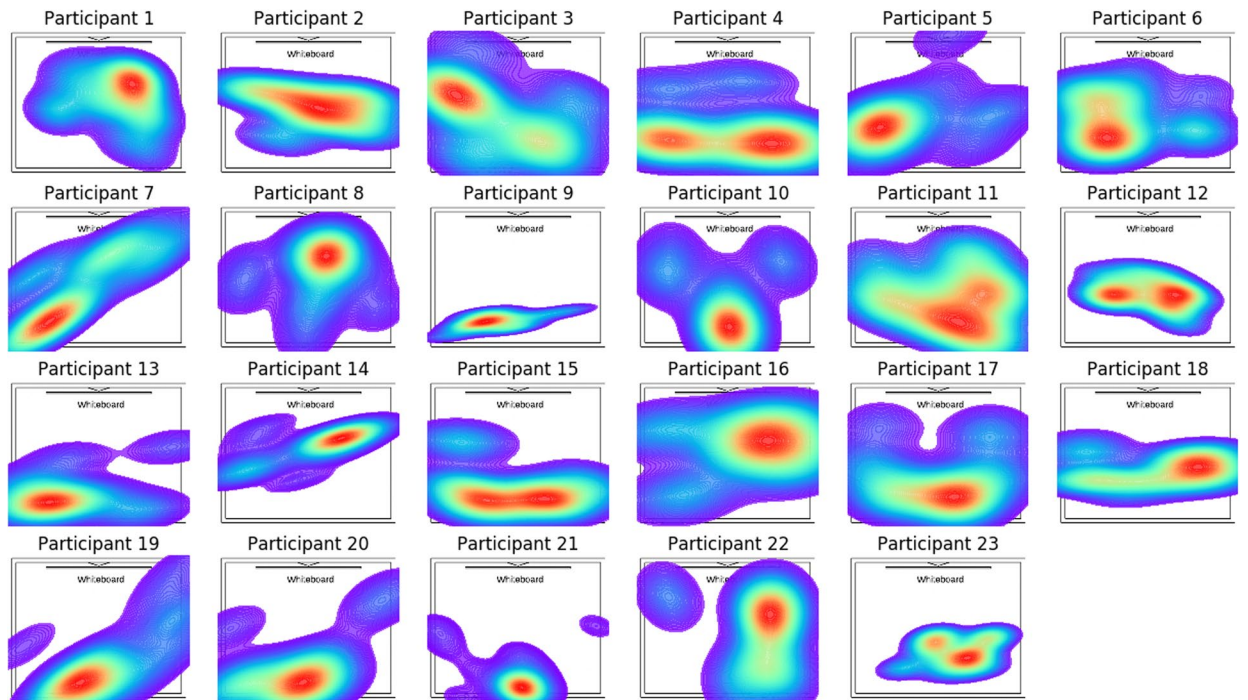 Participant 1 Participant 2 Participant 3 Participant 4 Participant 5 Participant 6
Whiteboard Whiteboard Whiteboard Whiteboard Whiteboard
Participant 7 Participant 8 Participant 9 Participant 10 Participant 11 Participant 12
Whiteboard Whiteboard Whiteboard Whiteboard Whiteboard
Participant 13 Participant 14 Participant 15 Participant 16 Participant 17 Participant 18
Whiteboard Whiteboard Whiteboard Whiteboard Whiteboard
Participant 19 Participant 20 Participant 21 Participant 22 Participant 23
Whiteboard Whiteboard Whiteboard Whiteboard